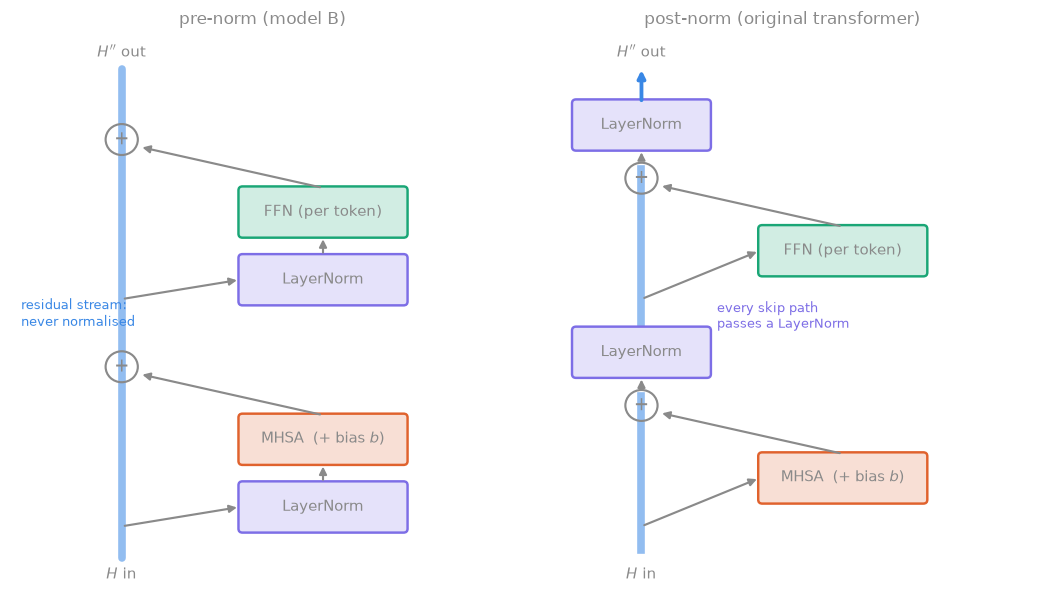 pre-norm (model B)
H″ out
+
FFN (per token)
LayerNorm
residual stream:
never normalised
+
MHSA (+ bias b)
LayerNorm
H in
post-norm (original transformer)
H″ out
LayerNorm
+
FFN (per token)
every skip path
passes a LayerNorm
LayerNorm
+
MHSA (+ bias b)
H in